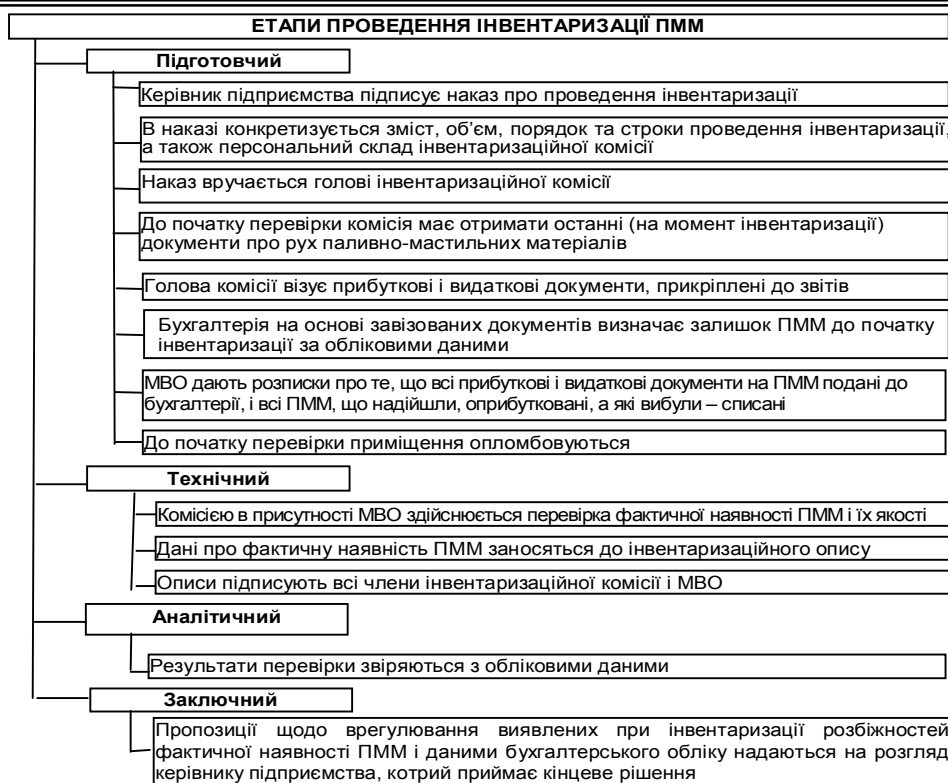 ЕТАПИ ПРОВЕДЕННЯ ІНВЕНТАРИЗАЦІЇ ПММ
Підготовчий
Керівник підприємства підписує наказ про проведення інвентаризації
В наказі конкретизується зміст, об’єм, порядок та строки проведення інвентаризації,
а також персональний склад інвентаризаційної комісії
Наказ вручається голові інвентаризаційної комісії
До початку перевірки комісія має отримати останні (на момент інвентаризації)
документи про рух паливно-мастильних матеріалів
Голова комісії візує прибуткові і видаткові документи, прикріплені до звітів
Бухгалтерія на основі завізованих документів визначає залишок ПММ до початку
інвентаризації за обліковими даними
МВО дають розписки про те, що всі прибуткові і видаткові документи на ПММ подані до
бухгалтерії, і всі ПММ, що надійшли, оприбутковані, а які вибули – списані
До початку перевірки приміщення опломбовуються
Технічний
Комісією в присутності МВО здійснюється перевірка фактичної наявності ПММ і їх якості
Дані про фактичну наявність ПММ заносяться до інвентаризаційного опису
Описи підписують всі члени інвентаризаційної комісії і МВО
Аналітичний
Результати перевірки звіряються з обліковими даними
Заключний
Пропозиції щодо врегулювання виявлених при інвентаризації розбіжностей
фактичної наявності ПММ і даними бухгалтерського обліку надаються на розгляд
керівнику підприємства, котрий приймає кінцеве рішення